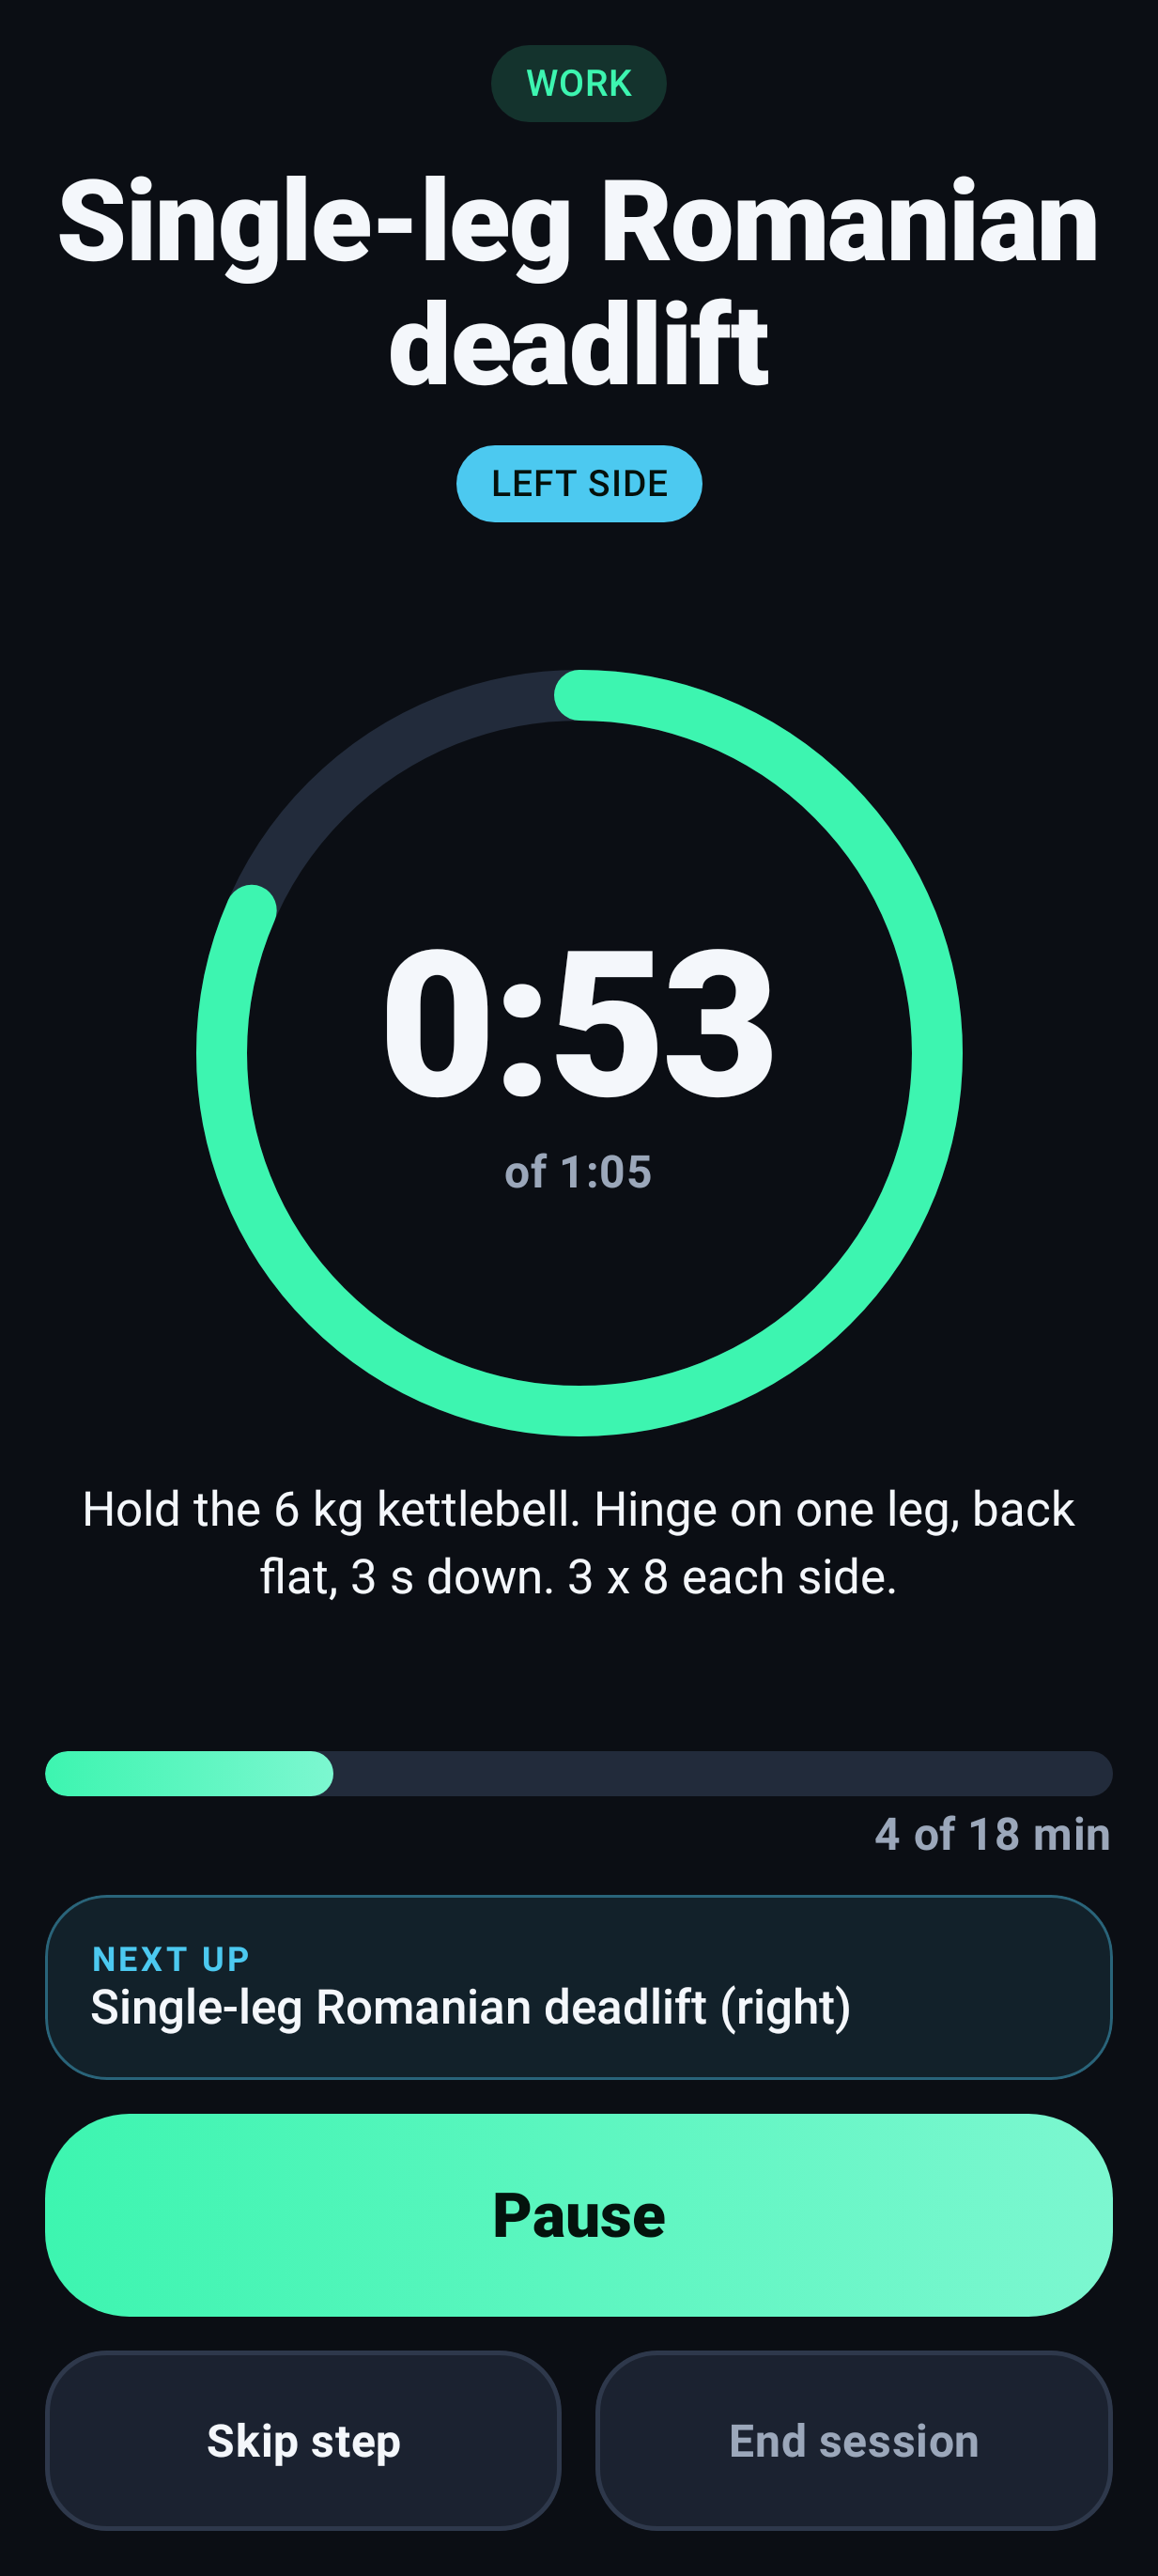 WORK
Single-leg Romanian
deadlift
LEFT SIDE
0:53
of 1:05
Hold the 6 kg kettlebell. Hinge on one leg, back
flat, 3 s down. 3 x 8 each side.
4 of 18 min
NEXT UP
Single-leg Romanian deadlift (right)
Pause
Skip step
End session